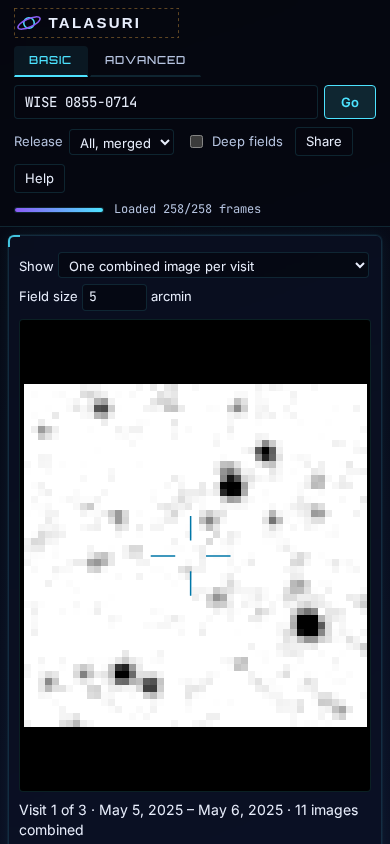 TALASURI
BASIC ADVANCED
WISE 0855-0714 Go
Release All, merged Deep fields Share
Help
Loaded 258/258 frames
Show One combined image per visit
Field size 5 arcmin
Visit 1 of 3 · May 5, 2025 – May 6, 2025 · 11 images
combined